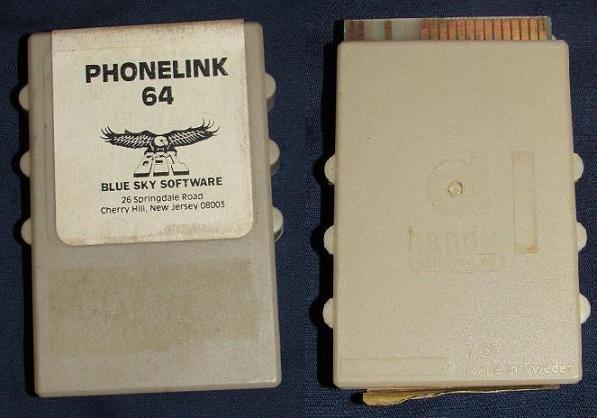 PHONELINK
64
BSS
BLUE SKY SOFTWARE
26 Springdale Road
Cherry Hill, New Jersey 08003
handic
Made in Sweden